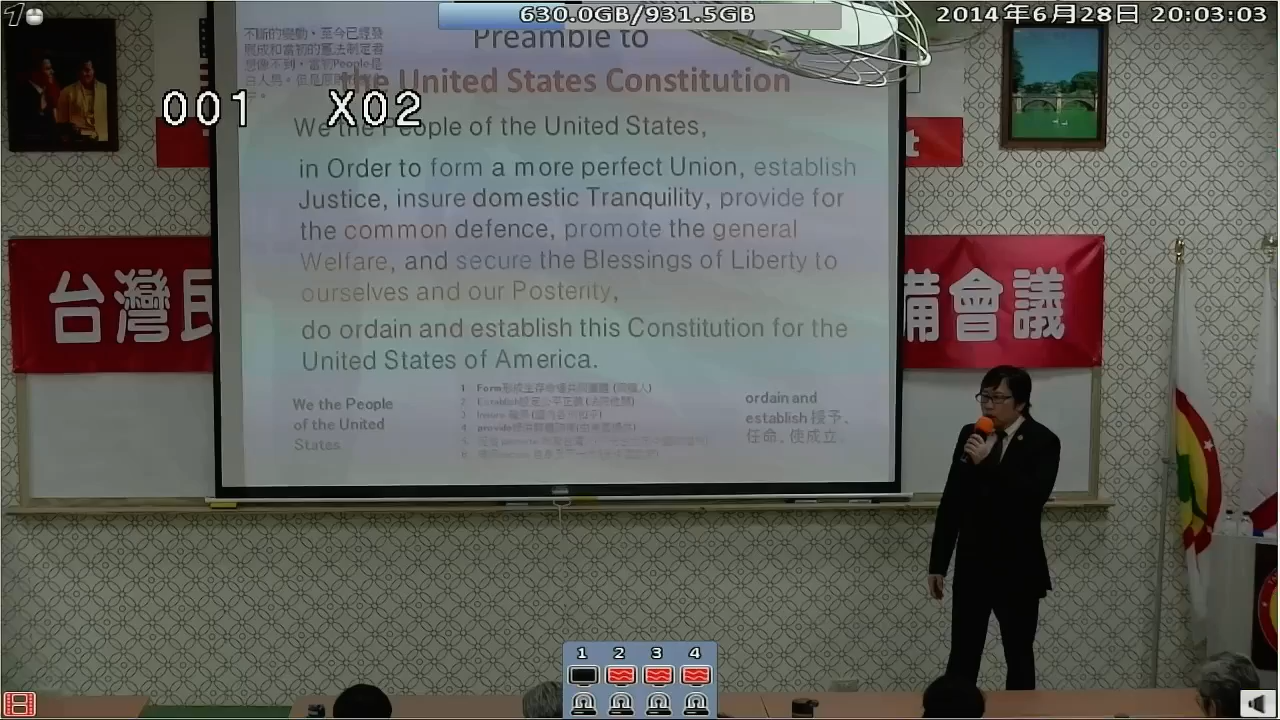 630.0GB/931.5GB
2014年6月28日 20:03:03
Preamble to
the United States Constitution
001 X02
We the People of the United States,
in Order to form a more perfect Union, establish
Justice, insure domestic Tranquility, provide for
the common defence, promote the general
Welfare, and secure the Blessings of Liberty to
ourselves and our Posterity,
do ordain and establish this Constitution for the
United States of America.
We the People
of the United
States
ordain and
establish 授予、
任命、使成立。
台灣民
備會議
1 2 3 4